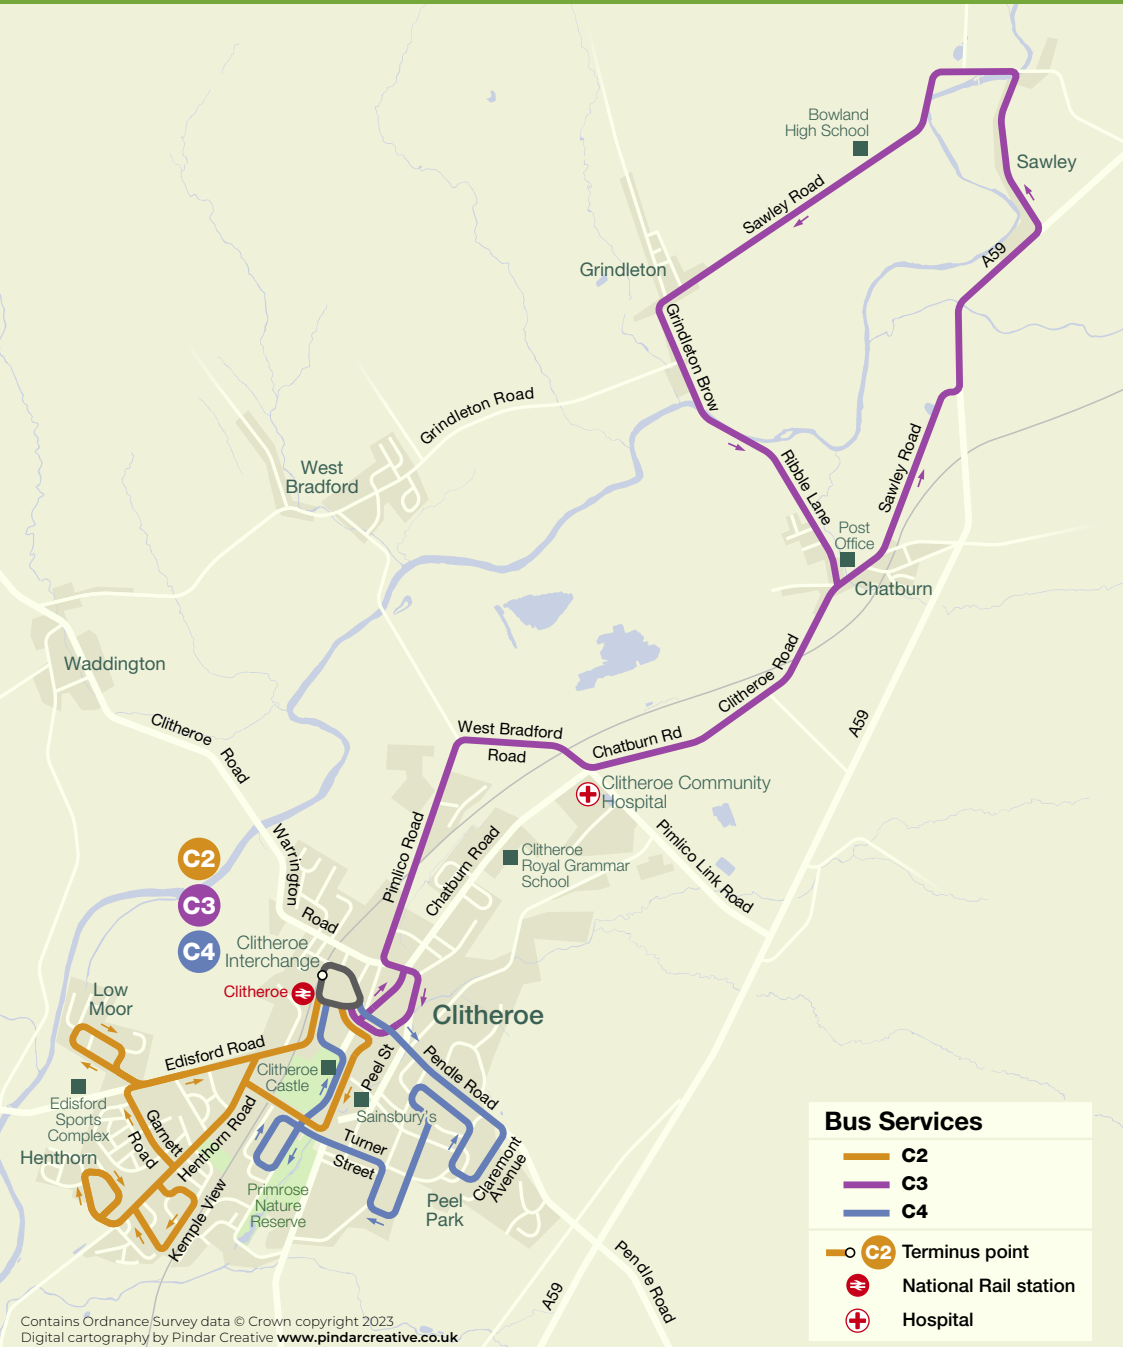 Bowland
High School
Sawley
Sawley Road
A59
Grindleton
Grindleton Brow
Grindleton Road
West
Bradford
Ribble Lane
Sawley Road
Post
Office
Chatburn
Waddington
Clitheroe Road
Clitheroe Road
A59
West Bradford
Road
Chatburn Rd
Clitheroe Community
Hospital
Pimlico Road
Chatburn Road
Pimlico Link Road
Warrington
Road
Clitheroe
Royal Grammar
School
C2
C3
C4
Clitheroe
Interchange
Clitheroe
Clitheroe
Low
Moor
Edisford Road
Clitheroe
Castle
Peel St
Pendle Road
Edisford
Sports
Complex
Sainsbury's
Garnett
Road
Henthorn Road
Henthorn
Turner
Street
Claremont
Avenue
Kemple View
Primrose
Nature
Reserve
Peel
Park
Pendle Road
A59
Bus Services
C2
C3
C4
C2 Terminus point
National Rail station
Hospital
Contains Ordnance Survey data © Crown copyright 2023
Digital cartography by Pindar Creative www.pindarcreative.co.uk